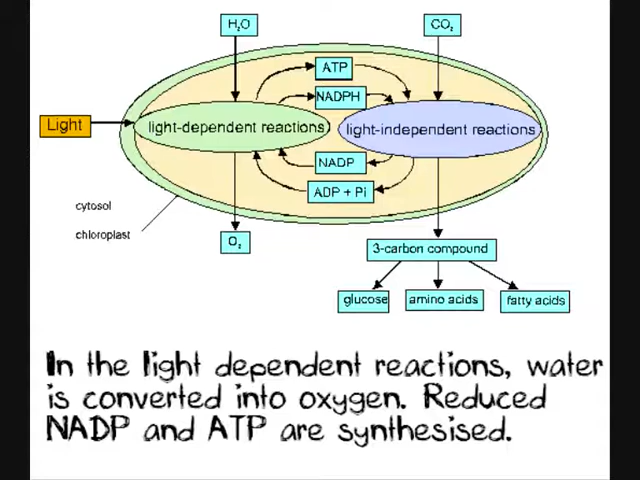 H₂O
CO₂
ATP
NADPH
Light
light-dependent reactions
light-independent reactions
NADP
ADP + Pi
cytosol
chloroplast
O₂
3-carbon compound
glucose
amino acids
fatty acids
In the light dependent reactions, water
is converted into oxygen. Reduced
NADP and ATP are synthesised.